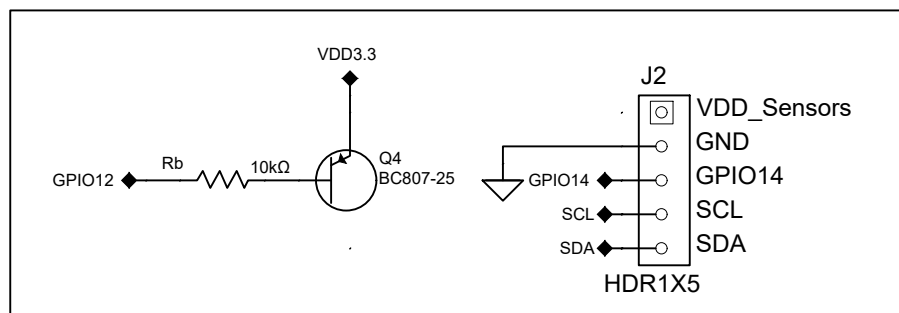 VDD3.3
GPIO12
Rb
10kΩ
Q4
BC807-25
J2
VDD_Sensors
GND
GPIO14
GPIO14
SCL
SCL
SDA
SDA
HDR1X5